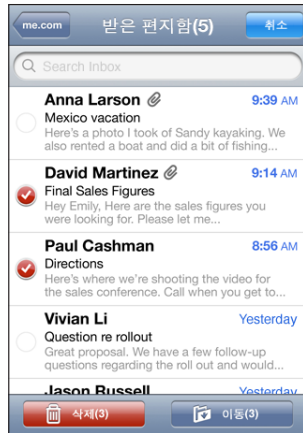 me.com
받은 편지함(5)
취소
Search Inbox
Anna Larson
9:39 AM
Mexico vacation
Here's a photo I took of Sandy kayaking. We
also rented a boat and did a bit of fishing...
David Martinez
9:14 AM
Final Sales Figures
Hey Emily, Here are the sales figures you
were looking for. Please let me...
Paul Cashman
8:56 AM
Directions
Here's where we're shooting the video for
the sales conference. Call when you get to...
Vivian Li
Yesterday
Question re rollout
Great proposal. We have a few follow-up
questions regarding the roll out and would...
Jason Russell
Yesterday
삭제(3)
이동(3)